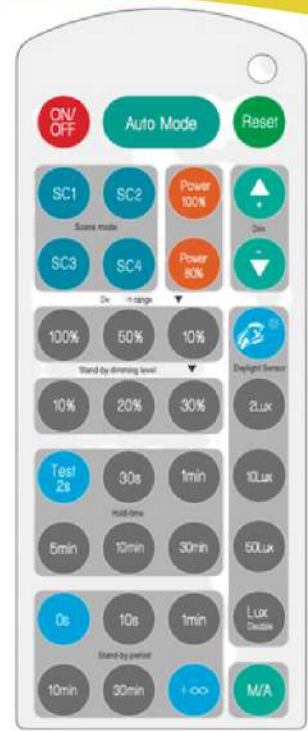 ON/
OFF
Auto Mode
Reset
SC1
SC2
Power
100%
+
Scene mode
Dim
SC3
SC4
Power
80%
-
range
100%
50%
10%
Stand-by dimming level
Daylight Sensor
10%
20%
30%
2Lux
Test
2s
30s
1min
10Lux
Hold-time
5min
10min
30min
50Lux
0s
10s
1min
Lux
Disable
Stand-by period
10min
30min
+∞
M/A